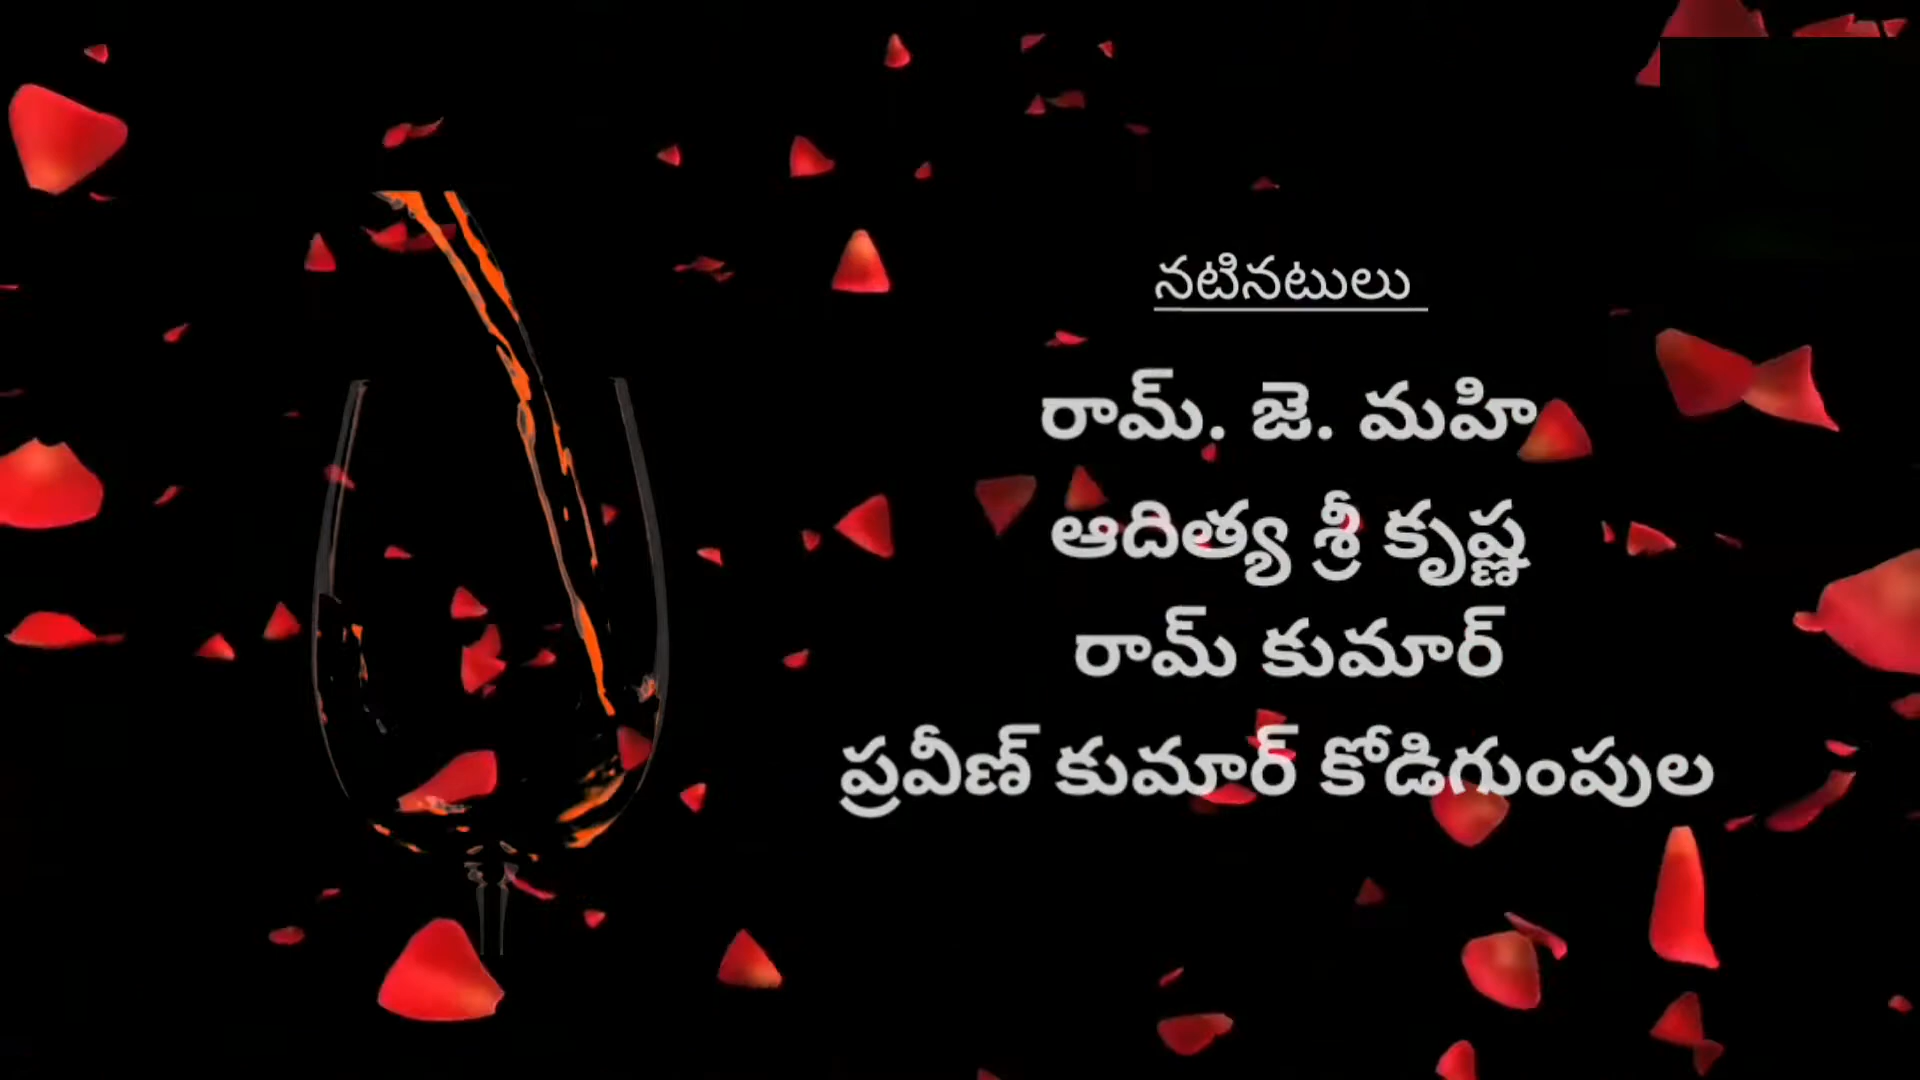 నటినటులు
రామ్. జె. మహి
ఆదిత్య శ్రీ కృష్ణ
రామ్ కుమార్
ప్రవీణ్ కుమార్ కోడిగుంపుల